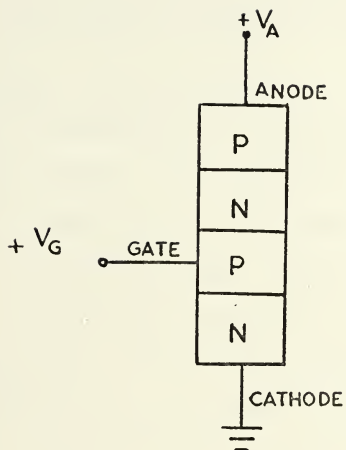 + VA
ANODE
P
N
+ VG
GATE
P
N
CATHODE